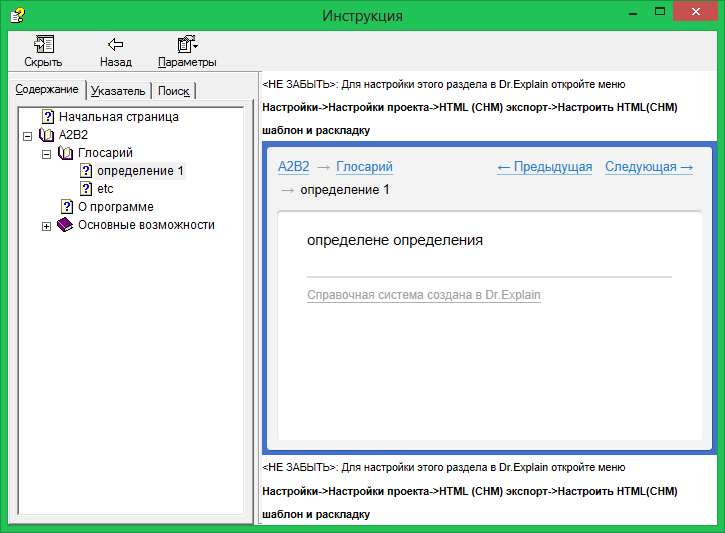 Инструкция
Скрыть
Назад
Параметры
Содержание
Указатель
Поиск
Начальная страница
A2B2
Глосарий
определение 1
etc
О программе
Основные возможности
<НЕ ЗАБЫТЬ>: Для настройки этого раздела в Dr.Explain откройте меню
Настройки->Настройки проекта->HTML (CHM) экспорт->Настроить HTML(CHM)
шаблон и раскладку
A2B2 → Глосарий
← Предыдущая Следующая →
→ определение 1
определене определения
Справочная система создана в Dr.Explain
<НЕ ЗАБЫТЬ>: Для настройки этого раздела в Dr.Explain откройте меню
Настройки->Настройки проекта->HTML (CHM) экспорт->Настроить HTML(CHM)
шаблон и раскладку